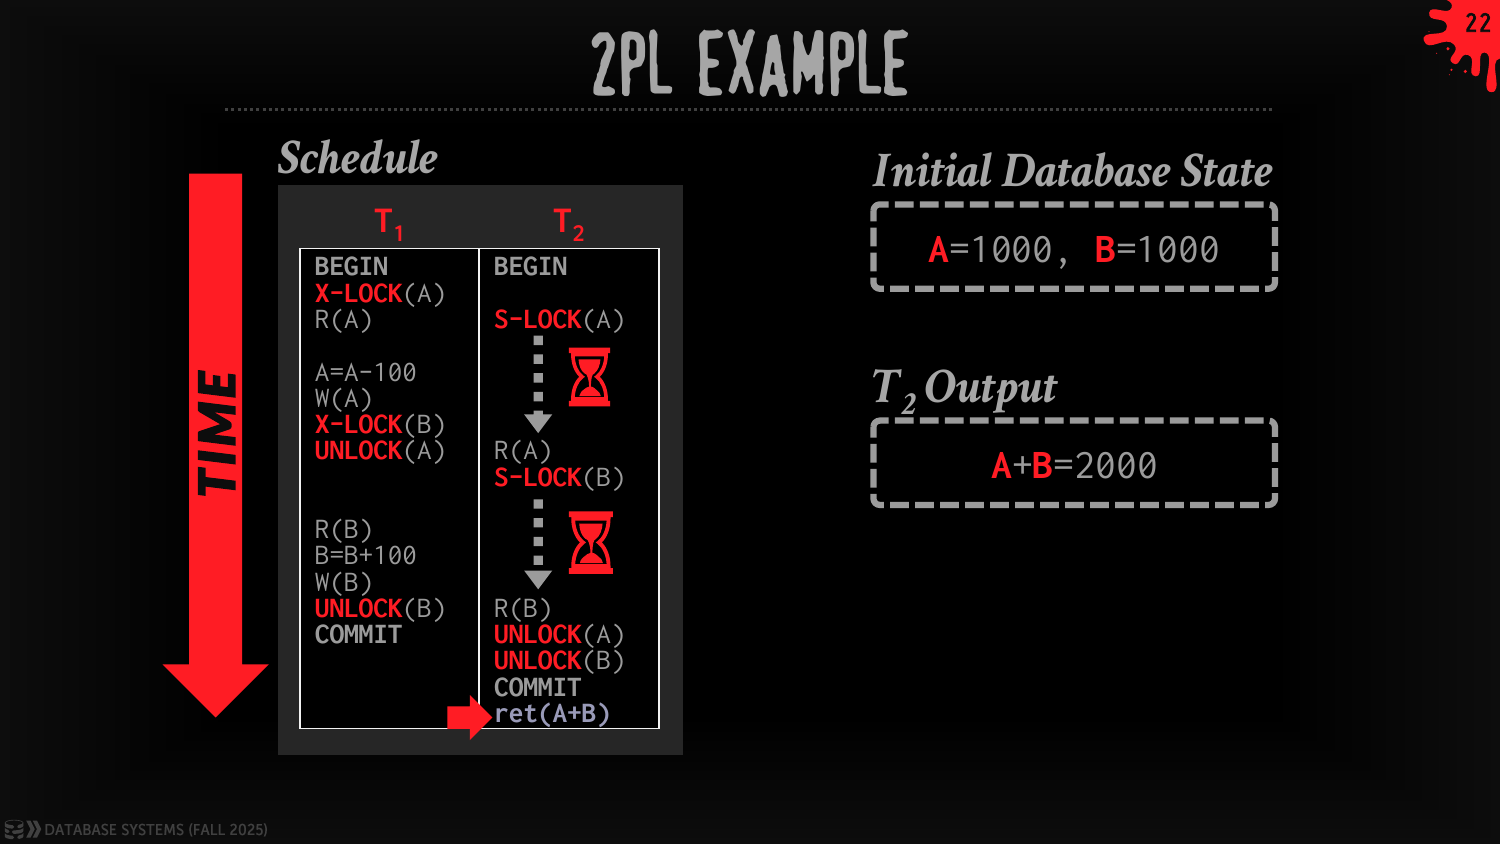 22
2PL EXAMPLE
Schedule
TIME
T1
BEGIN
X-LOCK(A)
R(A)
A=A-100
W(A)
X-LOCK(B)
UNLOCK(A)
R(B)
B=B+100
W(B)
UNLOCK(B)
COMMIT
T2
BEGIN
S-LOCK(A)
R(A)
S-LOCK(B)
R(B)
UNLOCK(A)
UNLOCK(B)
COMMIT
ret(A+B)
Initial Database State
A=1000, B=1000
T2 Output
A+B=2000
DATABASE SYSTEMS (FALL 2025)